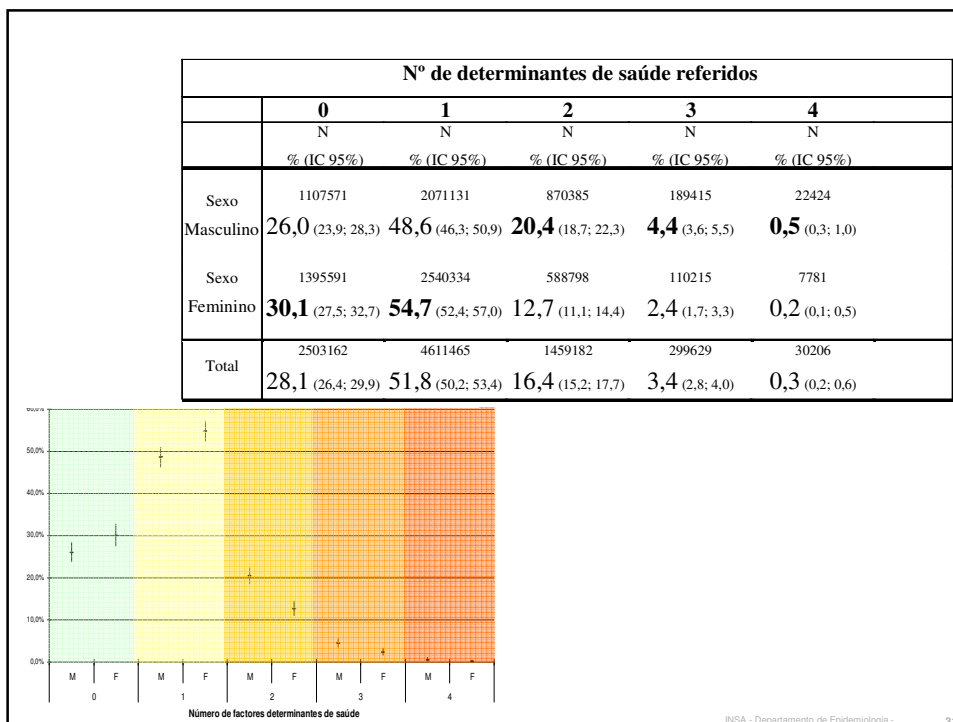 Nº de determinantes de saúde referidos
0 1 2 3 4
N N N N N
% (IC 95%) % (IC 95%) % (IC 95%) % (IC 95%) % (IC 95%)
Sexo Masculino
1107571 2071131 870385 189415 22424
26,0 (23,9; 28,3) 48,6 (46,3; 50,9) 20,4 (18,7; 22,3) 4,4 (3,6; 5,5) 0,5 (0,3; 1,0)
Sexo Feminino
1395591 2540334 588798 110215 7781
30,1 (27,5; 32,7) 54,7 (52,4; 57,0) 12,7 (11,1; 14,4) 2,4 (1,7; 3,3) 0,2 (0,1; 0,5)
Total
2503162 4611465 1459182 299629 30206
28,1 (26,4; 29,9) 51,8 (50,2; 53,4) 16,4 (15,2; 17,7) 3,4 (2,8; 4,0) 0,3 (0,2; 0,6)
60,0%
50,0%
40,0%
30,0%
20,0%
10,0%
0,0%
M F M F M F M F M F
0 1 2 3 4
Número de factores determinantes de saúde
INSA - Departamento de Epidemiologia -